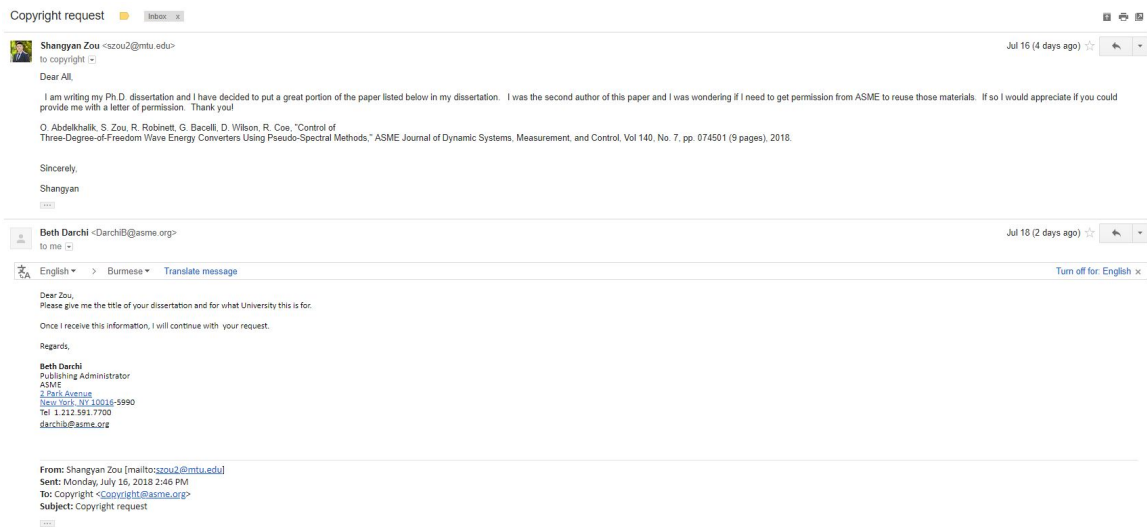 Copyright request
Inbox x
Shangyan Zou <szou2@mtu.edu>
Jul 16 (4 days ago)
to copyright
Dear All,
I am writing my Ph.D. dissertation and I have decided to put a great portion of the paper listed below in my dissertation. I was the second author of this paper and I was wondering if I need to get permission from ASME to reuse those materials. If so I would appreciate if you could
provide me with a letter of permission. Thank you!
O. Abdelkhalik, S. Zou, R. Robinett, G. Bacelli, D. Wilson, R. Coe, "Control of
Three-Degree-of-Freedom Wave Energy Converters Using Pseudo-Spectral Methods," ASME Journal of Dynamic Systems, Measurement, and Control, Vol 140, No. 7, pp. 074501 (9 pages), 2018.
Sincerely,
Shangyan
Beth Darchi <DarchiB@asme.org>
Jul 18 (2 days ago)
to me
English > Burmese Translate message
Turn off for: English x
Dear Zou,
Please give me the title of your dissertation and for what University this is for.
Once I receive this information, I will continue with your request.
Regards,
Beth Darchi
Publishing Administrator
ASME
2 Park Avenue
New York, NY 10016-5990
Tel 1.212.591.7700
darchib@asme.org
From: Shangyan Zou [mailto:szou2@mtu.edu]
Sent: Monday, July 16, 2018 2:46 PM
To: Copyright <Copyright@asme.org>
Subject: Copyright request